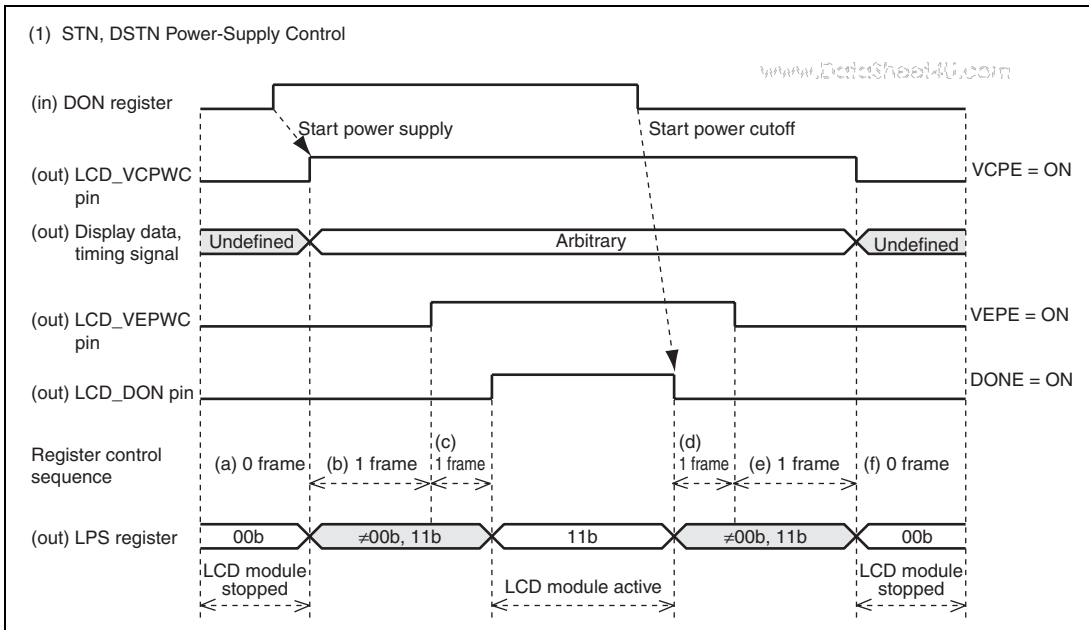 (1) STN, DSTN Power-Supply Control
www.DataSheet4U.com
(in) DON register
Start power supply
Start power cutoff
(out) LCD_VCPWC
pin
VCPE = ON
(out) Display data,
timing signal
Undefined
Arbitrary
Undefined
(out) LCD_VEPWC
pin
VEPE = ON
(out) LCD_DON pin
DONE = ON
Register control
sequence
(a) 0 frame
(b) 1 frame
(c)
1 frame
(d)
1 frame
(e) 1 frame
(f) 0 frame
(out) LPS register
00b
≠00b, 11b
11b
≠00b, 11b
00b
LCD module
stopped
LCD module active
LCD module
stopped